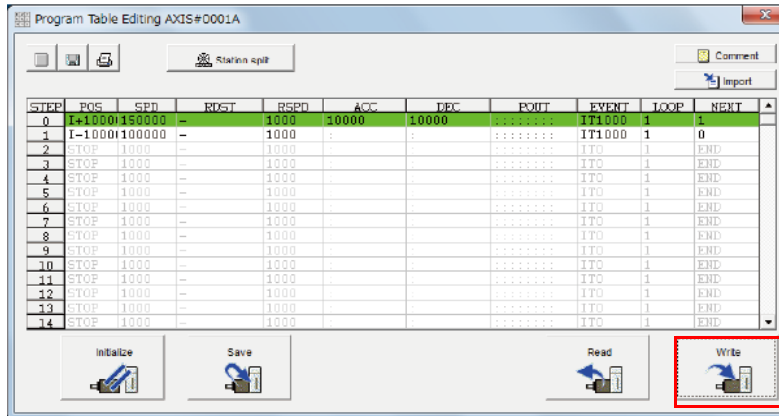 Program Table Editing AXIS#0001A
Station split
Comment
Import
STEP POS SPD RDST RSPD ACC DEC POUT EVENT LOOP NEXT
0 I+1000 150000 - 1000 10000 10000 : : : : : : : : IT1000 1 1
1 I-1000 100000 - 1000 : : : : : : : : : : IT1000 1 0
2 STOP 1000 - 1000 : : : : : : : : : : IT0 1 END
3 STOP 1000 - 1000 : : : : : : : : : : IT0 1 END
4 STOP 1000 - 1000 : : : : : : : : : : IT0 1 END
5 STOP 1000 - 1000 : : : : : : : : : : IT0 1 END
6 STOP 1000 - 1000 : : : : : : : : : : IT0 1 END
7 STOP 1000 - 1000 : : : : : : : : : : IT0 1 END
8 STOP 1000 - 1000 : : : : : : : : : : IT0 1 END
9 STOP 1000 - 1000 : : : : : : : : : : IT0 1 END
10 STOP 1000 - 1000 : : : : : : : : : : IT0 1 END
11 STOP 1000 - 1000 : : : : : : : : : : IT0 1 END
12 STOP 1000 - 1000 : : : : : : : : : : IT0 1 END
13 STOP 1000 - 1000 : : : : : : : : : : IT0 1 END
14 STOP 1000 - 1000 : : : : : : : : : : IT0 1 END
Initialize
Save
Read
Write